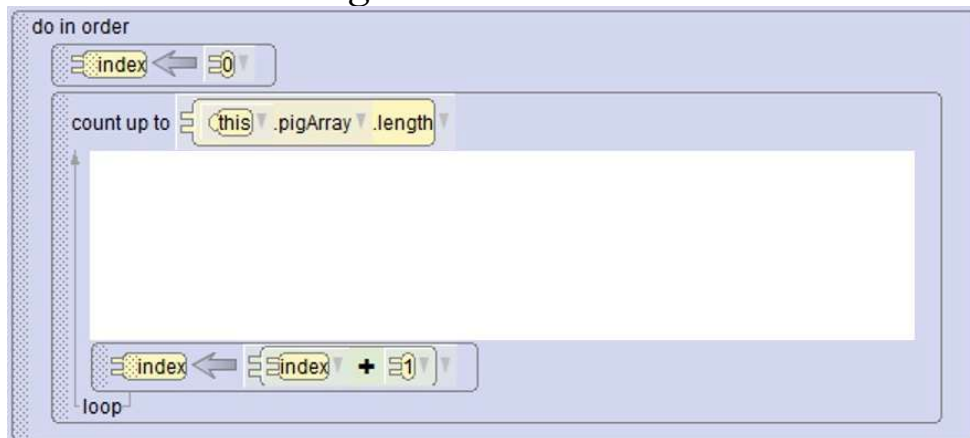 do in order
index 0
count up to this .pigArray .length
index index + 1
loop